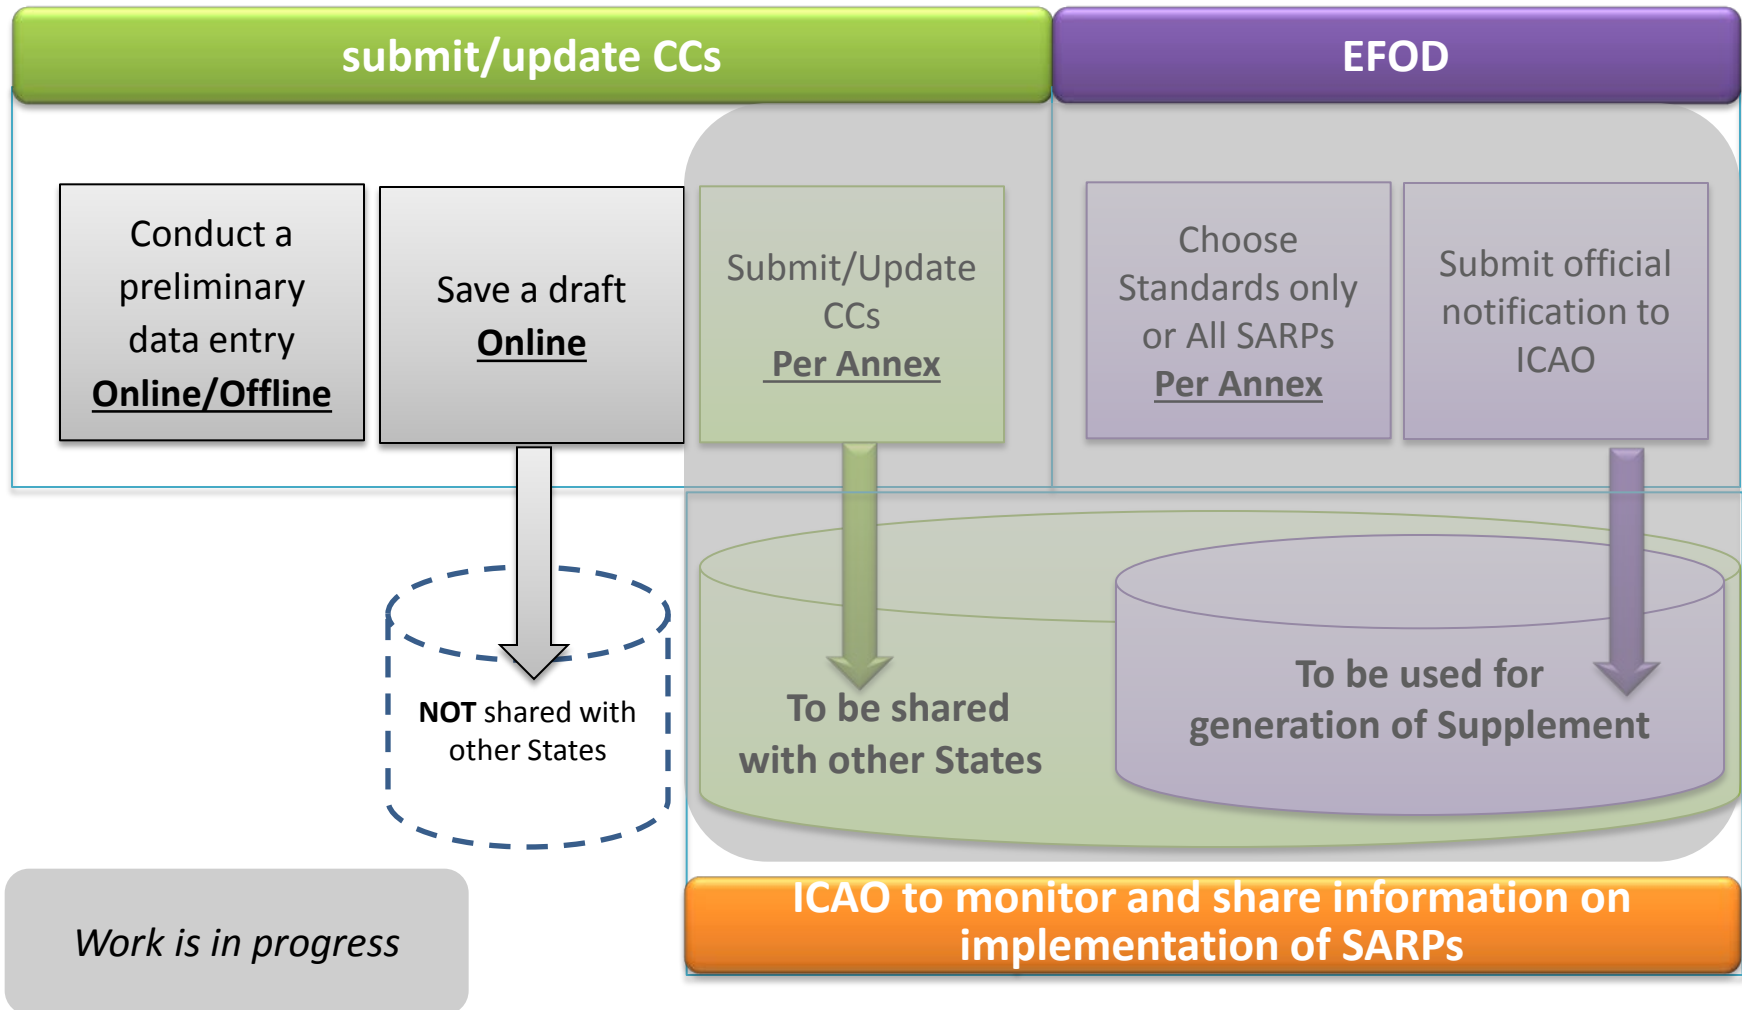 submit/update CCs
EFOD
Conduct a
preliminary
data entry
Online/Offline
Save a draft
Online
Submit/Update
CCs
Per Annex
Choose
Standards only
or All SARPs
Per Annex
Submit official
notification to
ICAO
NOT shared with
other States
To be shared
with other States
To be used for
generation of Supplement
Work is in progress
ICAO to monitor and share information on
implementation of SARPs